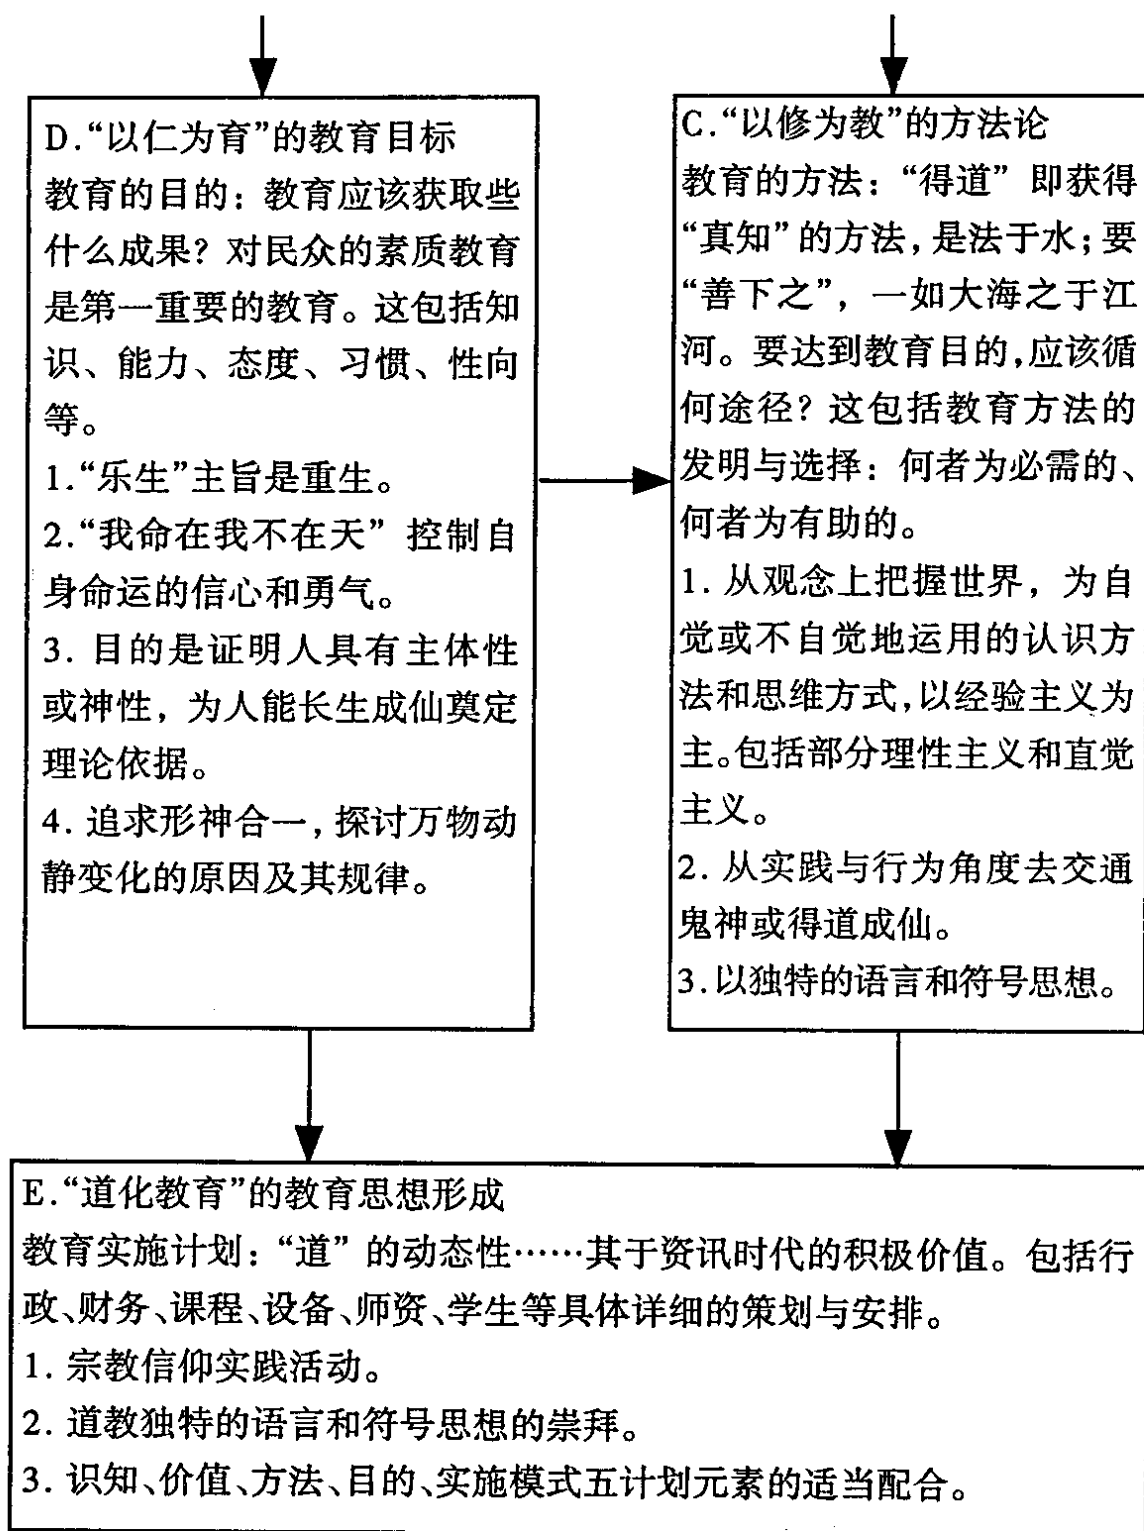 D.“以仁为育”的教育目标
教育的目的：教育应该获取些
什么成果？对民众的素质教育
是第一重要的教育。这包括知
识、能力、态度、习惯、性向
等。
1.“乐生”主旨是重生。
2.“我命在我不在天” 控制自
身命运的信心和勇气。
3. 目的是证明人具有主体性
或神性，为人能长生成仙奠定
理论依据。
4. 追求形神合一，探讨万物动
静变化的原因及其规律。
C.“以修为教”的方法论
教育的方法：“得道” 即获得
“真知”的方法，是法于水；要
“善下之”，一如大海之于江
河。要达到教育目的，应该循
何途径？这包括教育方法的
发明与选择：何者为必需的、
何者为有助的。
1. 从观念上把握世界，为自
觉或不自觉地运用的认识方
法和思维方式，以经验主义为
主。包括部分理性主义和直觉
主义。
2. 从实践与行为角度去交通
鬼神或得道成仙。
3.以独特的语言和符号思想。
E.“道化教育”的教育思想形成
教育实施计划：“道”的动态性……其于资讯时代的积极价值。包括行
政、财务、课程、设备、师资、学生等具体详细的策划与安排。
1. 宗教信仰实践活动。
2. 道教独特的语言和符号思想的崇拜。
3. 识知、价值、方法、目的、实施模式五计划元素的适当配合。